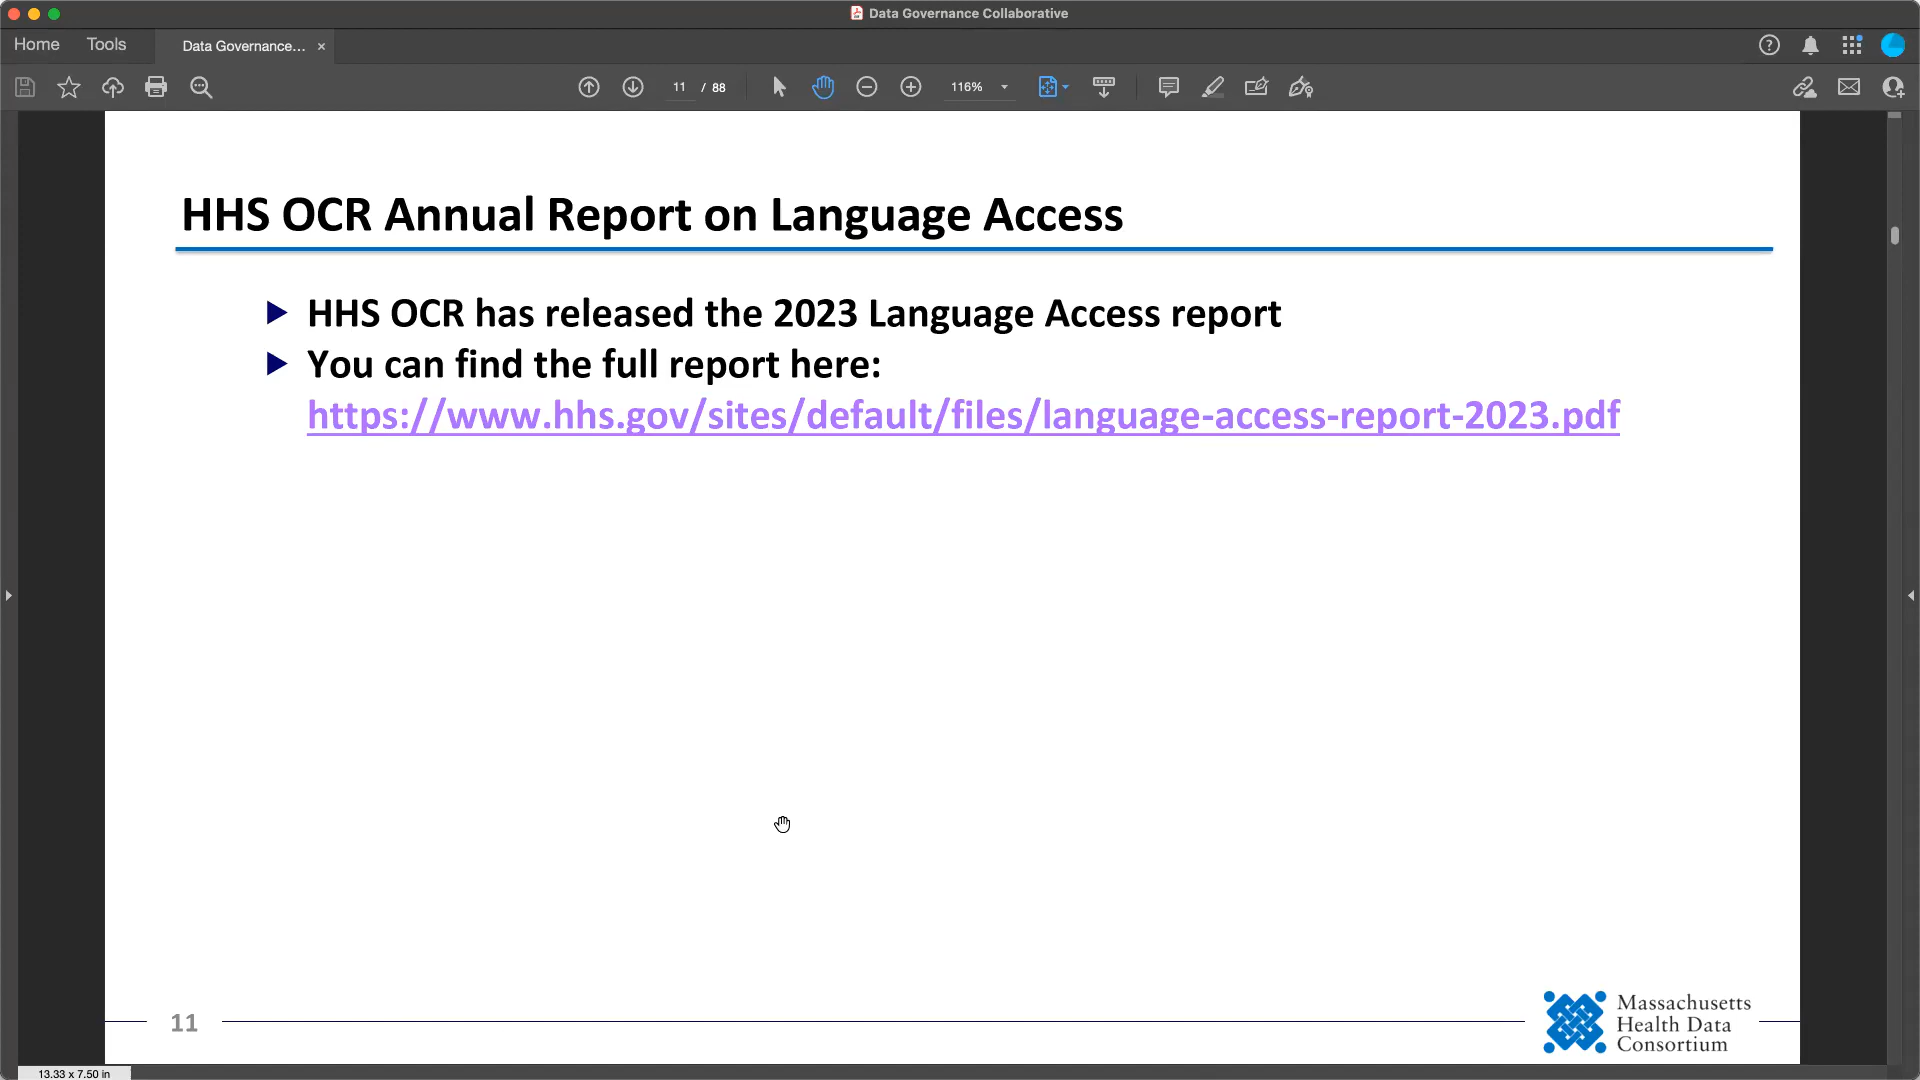 Data Governance Collaborative
Home Tools Data Governance... ×
11 / 88 116%
HHS OCR Annual Report on Language Access
HHS OCR has released the 2023 Language Access report
You can find the full report here:
https://www.hhs.gov/sites/default/files/language-access-report-2023.pdf
11
Massachusetts
Health Data
Consortium
13.33 x 7.50 in